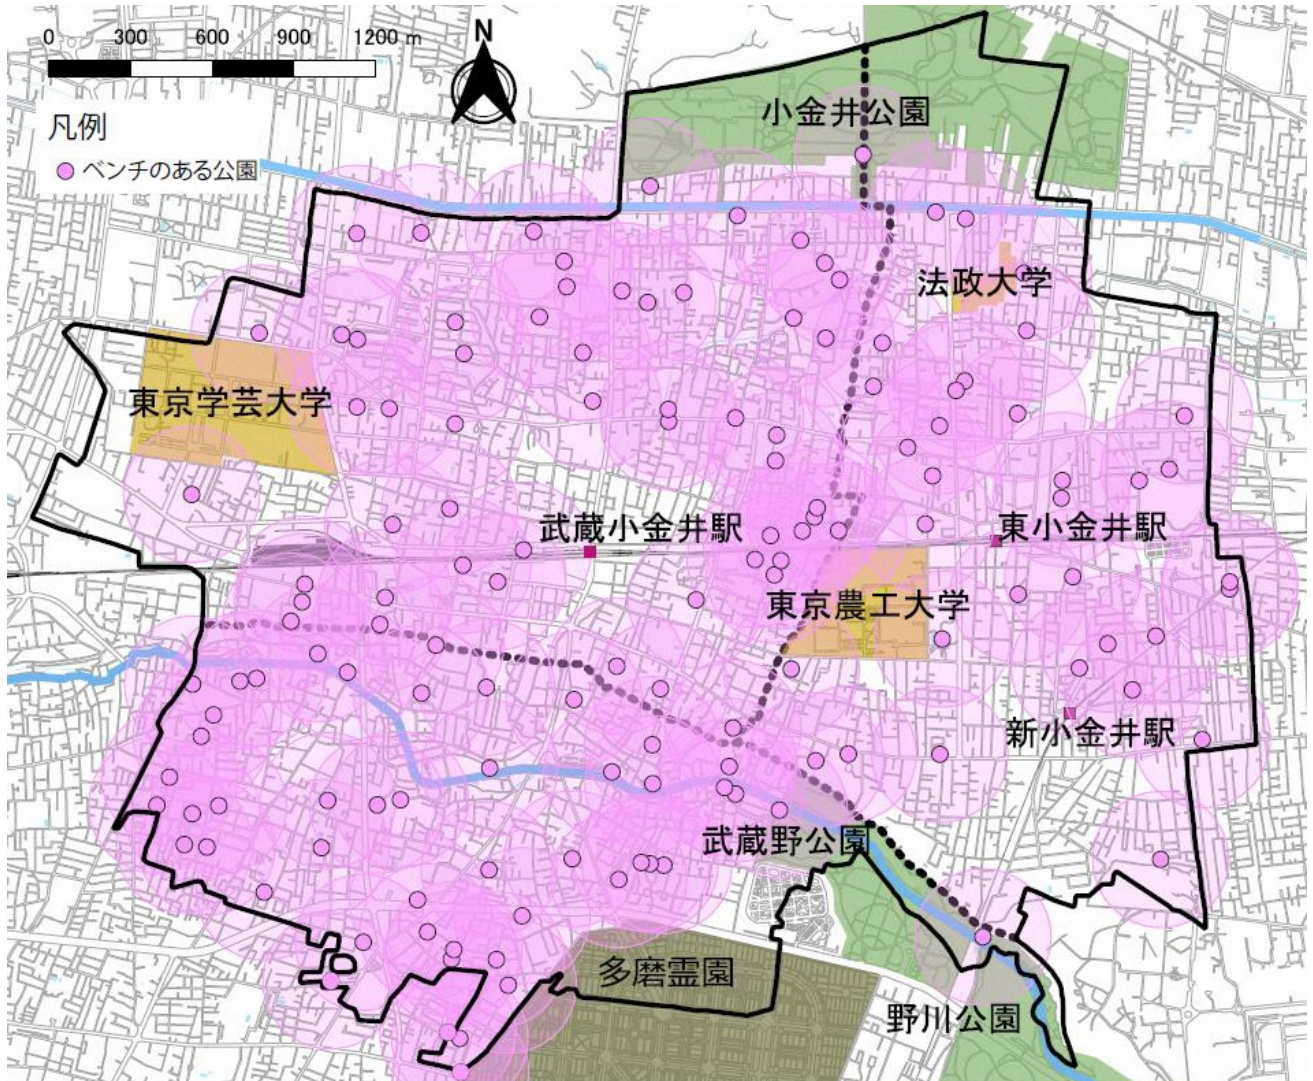 0 300 600 900 1200 m
N
凡例
ベンチのある公園
小金井公園
法政大学
東京学芸大学
武蔵小金井駅
東小金井駅
東京農工大学
新小金井駅
武蔵野公園
多磨霊園
野川公園